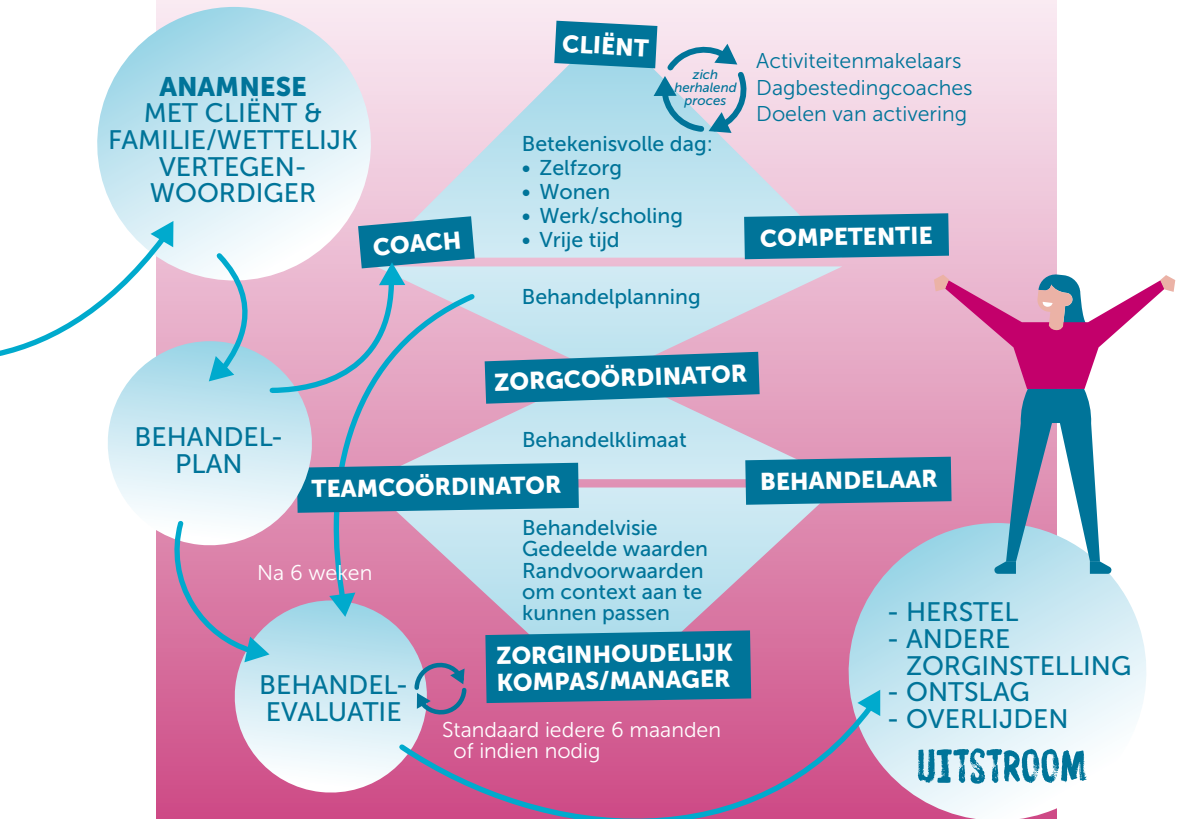 ANAMNESE
MET CLIËNT &
FAMILIE/WETTELIJK
VERTEGEN-
WOORDIGER
CLIËNT
zich
herhalend
proces
Activiteitenmakelaars
Dagbestedingcoaches
Doelen van activering
Betekenisvolle dag:
• Zelfzorg
• Wonen
• Werk/scholing
• Vrije tijd
COACH
COMPETENTIE
Behandelplanning
ZORGCOÖRDINATOR
BEHANDEL-
PLAN
Behandelklimaat
TEAMCOÖRDINATOR
BEHANDELAAR
Behandelvisie
Gedeelde waarden
Randvoorwaarden
om context aan te
kunnen passen
Na 6 weken
ZORGINHOUDELIJK
KOMPAS/MANAGER
BEHANDEL-
EVALUATIE
Standaard iedere 6 maanden
of indien nodig
- HERSTEL
- ANDERE
ZORGINSTELLING
- ONTSLAG
- OVERLIJDEN
UITSTROOM